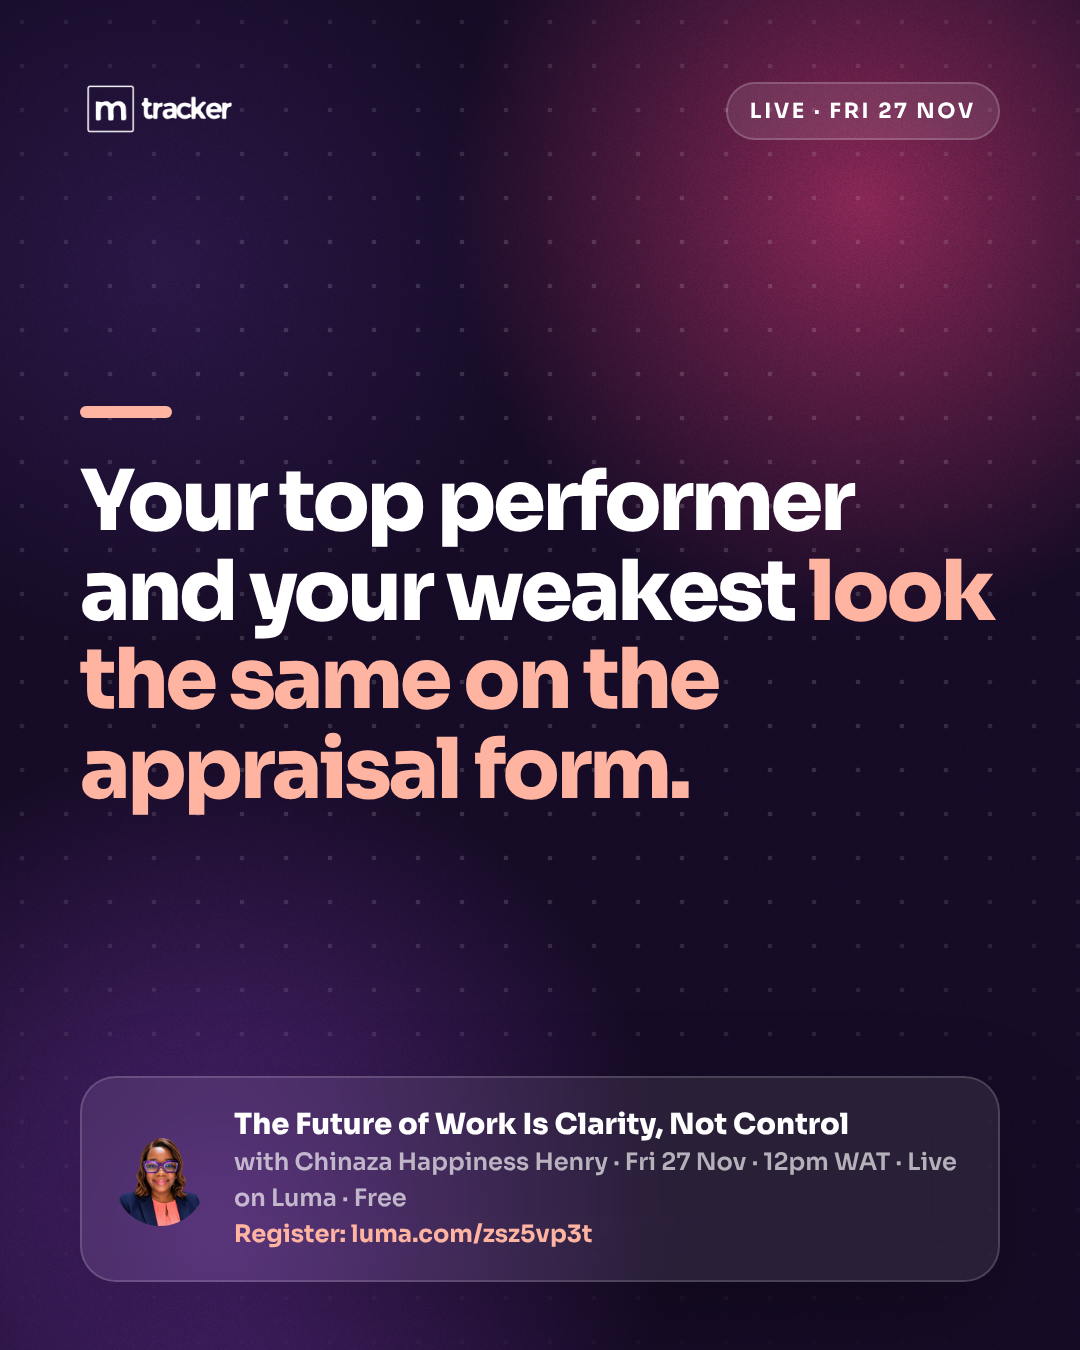 m tracker
LIVE · FRI 27 NOV
Your top performer
and your weakest look
the same on the
appraisal form.
The Future of Work Is Clarity, Not Control
with Chinaza Happiness Henry · Fri 27 Nov · 12pm WAT · Live
on Luma · Free
Register: luma.com/zsz5vp3t